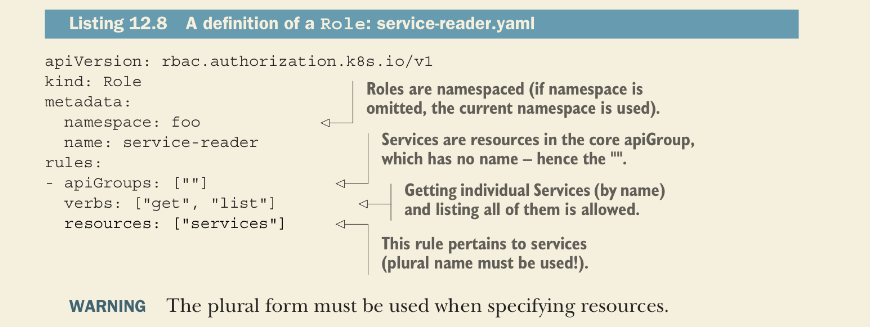 Listing 12.8 A definition of a Role: service-reader.yaml
apiVersion: rbac.authorization.k8s.io/v1
kind: Role
metadata:
  namespace: foo
  name: service-reader
rules:
- apiGroups: [""]
  verbs: ["get", "list"]
  resources: ["services"]
Roles are namespaced (if namespace is
omitted, the current namespace is used).
Services are resources in the core apiGroup,
which has no name – hence the "".
Getting individual Services (by name)
and listing all of them is allowed.
This rule pertains to services
(plural name must be used!).
WARNING The plural form must be used when specifying resources.